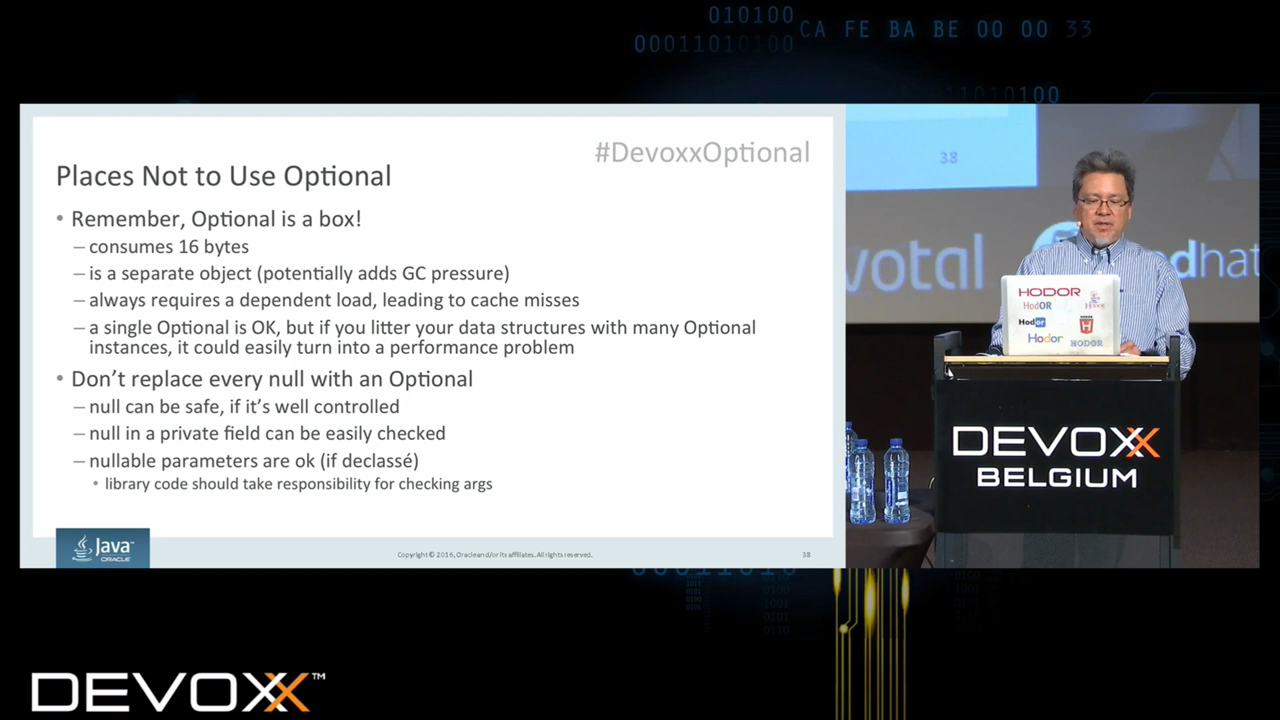 010100
00011010100
CA FE BA BE 00 00 33
11010100
#DevoxxOptional
Places Not to Use Optional
• Remember, Optional is a box!
– consumes 16 bytes
– is a separate object (potentially adds GC pressure)
– always requires a dependent load, leading to cache misses
– a single Optional is OK, but if you litter your data structures with many Optional
instances, it could easily turn into a performance problem
• Don't replace every null with an Optional
– null can be safe, if it's well controlled
– null in a private field can be easily checked
– nullable parameters are ok (if declassé)
• library code should take responsibility for checking args
Java™
ORACLE
Copyright © 2016, Oracle and/or its affiliates. All rights reserved.
38
38
votal
dhat
HODOR
HodOR
Hodor
Hodor
HODOR
DEVOXX
BELGIUM
DEVOXX™